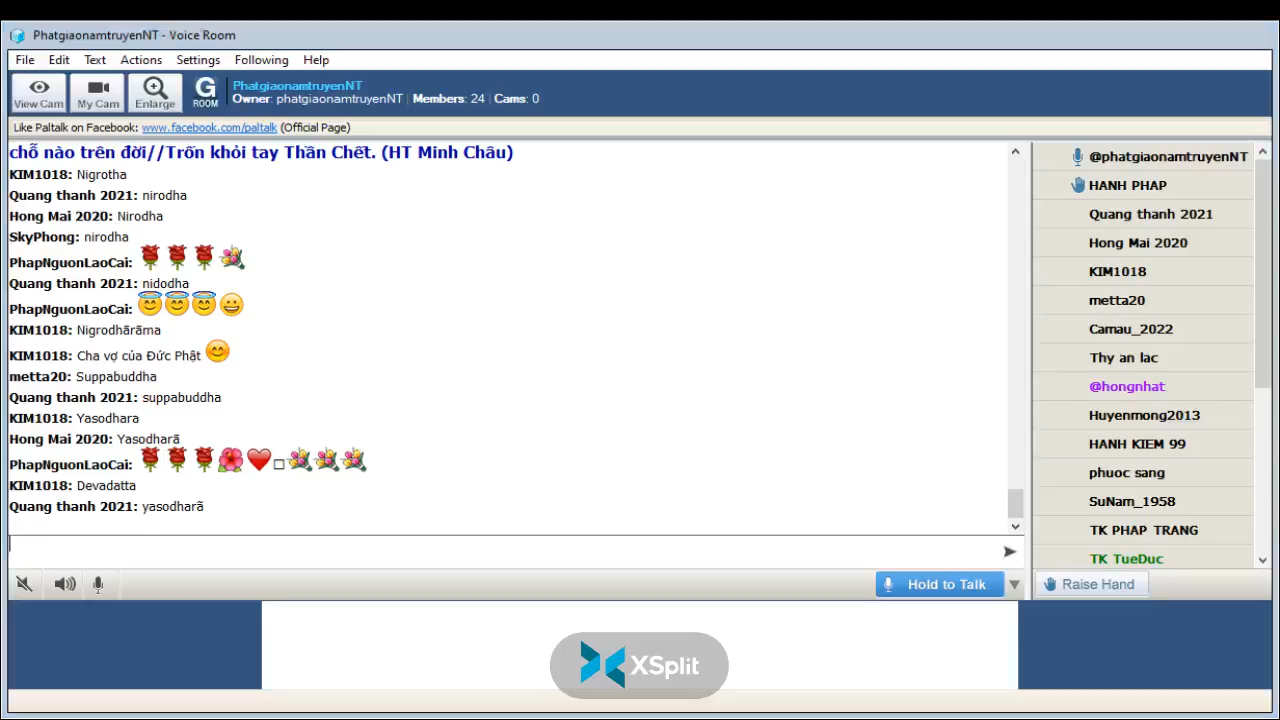 PhatgiaonamtruyenNT - Voice Room
File Edit Text Actions Settings Following Help
View Cam
My Cam
Enlarge
G
ROOM
PhatgiaonamtruyenNT
Owner: phatgiaonamtruyenNT | Members: 24 | Cams: 0
Like Paltalk on Facebook: www.facebook.com/paltalk (Official Page)
chỗ nào trên đời//Trốn khỏi tay Thần Chết. (HT Minh Châu)
KIM1018: Nigrotha
Quang thanh 2021: nirodha
Hong Mai 2020: Nirodha
SkyPhong: nirodha
PhapNguonLaoCai:
Quang thanh 2021: nidodha
PhapNguonLaoCai:
KIM1018: Nigrodhārāma
KIM1018: Cha vợ của Đức Phật
metta20: Suppabuddha
Quang thanh 2021: suppabuddha
KIM1018: Yasodhara
Hong Mai 2020: Yasodharā
PhapNguonLaoCai:
KIM1018: Devadatta
Quang thanh 2021: yasodharã
@phatgiaonamtruyenNT
HANH PHAP
Quang thanh 2021
Hong Mai 2020
KIM1018
metta20
Camau_2022
Thy an lac
@hongnhat
Huyenmong2013
HANH KIEM 99
phuoc sang
SuNam_1958
TK PHAP TRANG
TK TueDuc
Hold to Talk
Raise Hand
XSplit